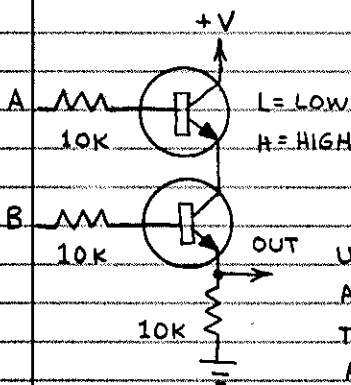 +V
A
10K
L = LOW
H = HIGH
B
10K
OUT
U
A
10K
T